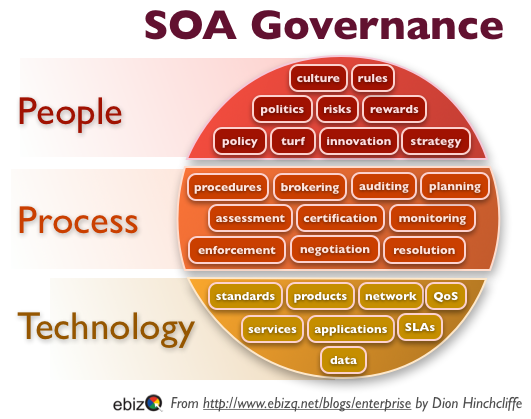 SOA Governance
People
culture rules
politics risks rewards
policy turf innovation strategy
Process
procedures brokering auditing planning
assessment certification monitoring
enforcement negotiation resolution
Technology
standards products network QoS
services applications SLAs
data
ebizQ From http://www.ebizq.net/blogs/enterprise by Dion Hinchcliffe